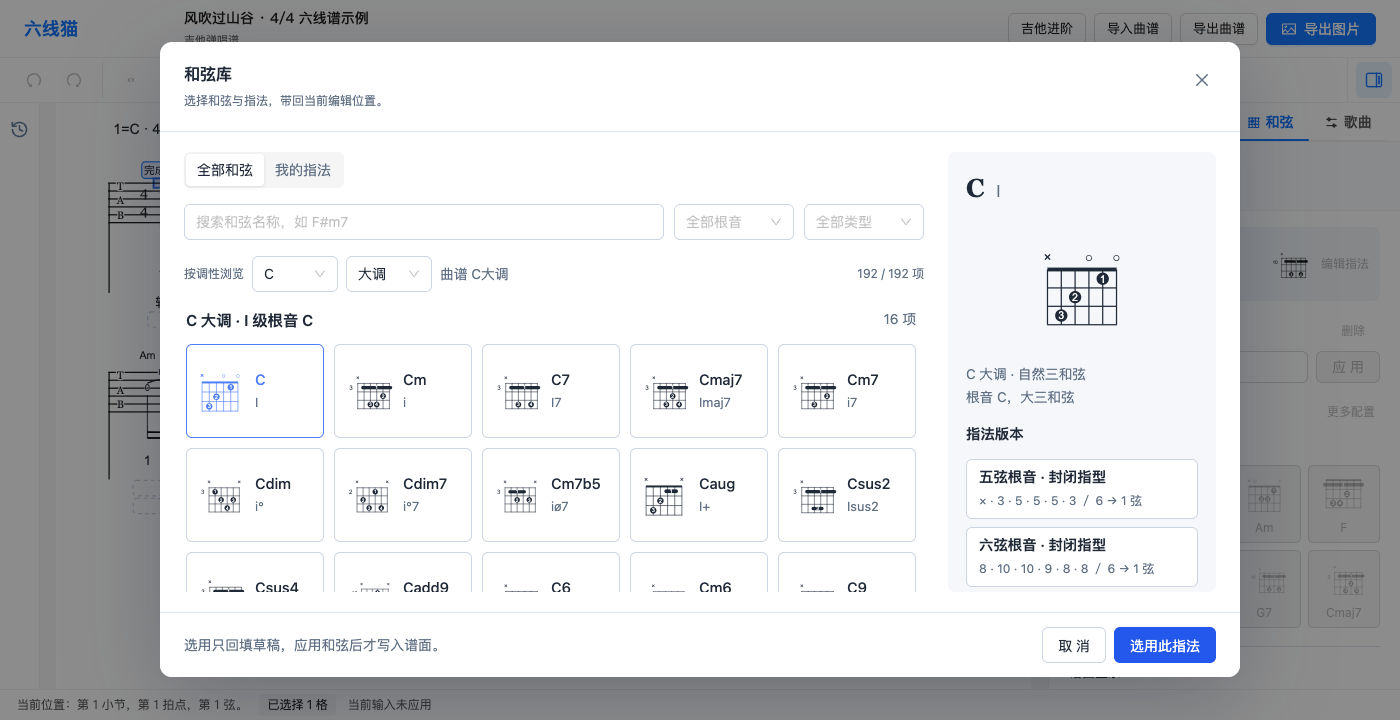 六线猫
风吹过山谷 · 4/4 六线谱示例
吉他弹唱谱
吉他进阶
导入曲谱
导出曲谱
导出图片
和弦库
选择和弦与指法，带回当前编辑位置。
1=C · 4
和弦
歌曲
全部和弦
我的指法
搜索和弦名称，如 F#m7
全部根音
全部类型
按调性浏览
C
大调
曲谱 C大调
192 / 192 项
C 大调 · I 级根音 C
16 项
C
I
Cm
i
C7
I7
Cmaj7
Imaj7
Cm7
i7
Cdim
i°
Cdim7
i°7
Cm7b5
iø7
Caug
I+
Csus2
Isus2
Csus4
Cadd9
C6
Cm6
C9
C I
C 大调 · 自然三和弦
根音 C，大三和弦
指法版本
五弦根音 · 封闭指型
× · 3 · 5 · 5 · 5 · 3 / 6 → 1 弦
六弦根音 · 封闭指型
8 · 10 · 10 · 9 · 8 · 8 / 6 → 1 弦
编辑指法
删除
应 用
更多配置
Am
F
G7
Cmaj7
T
A
B
4
4
Am
T
A
B
1
选用只回填草稿，应用和弦后才写入谱面。
取 消
选用此指法
当前位置：第 1 小节，第 1 拍点，第 1 弦。
已选择 1 格
当前输入未应用